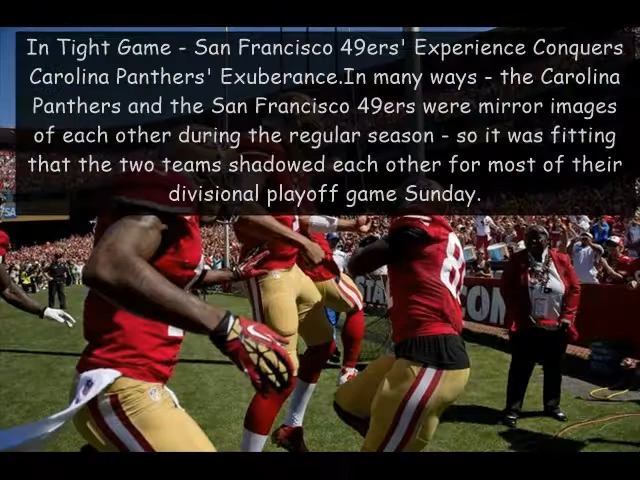 In Tight Game - San Francisco 49ers' Experience Conquers
Carolina Panthers' Exuberance.In many ways - the Carolina
Panthers and the San Francisco 49ers were mirror images
of each other during the regular season - so it was fitting
that the two teams shadowed each other for most of their
divisional playoff game Sunday.